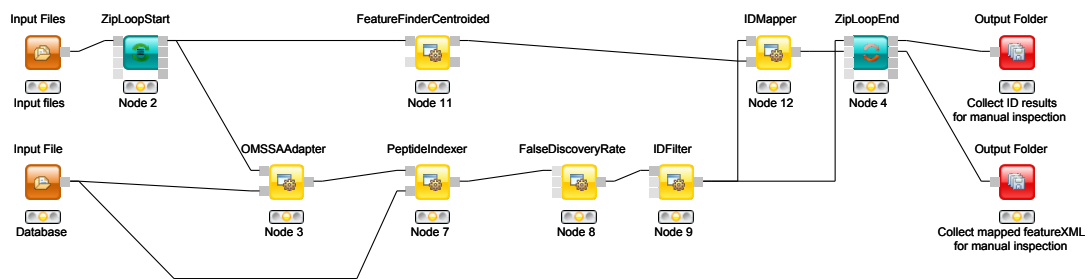 Input Files
ZipLoopStart
FeatureFinderCentroided
IDMapper
ZipLoopEnd
Output Folder
Input files
Node 2
Node 11
Node 12
Node 4
Collect ID results
for manual inspection
Input File
OMSSAAdapter
PeptideIndexer
FalseDiscoveryRate
IDFilter
Output Folder
Database
Node 3
Node 7
Node 8
Node 9
Collect mapped featureXML
for manual inspection